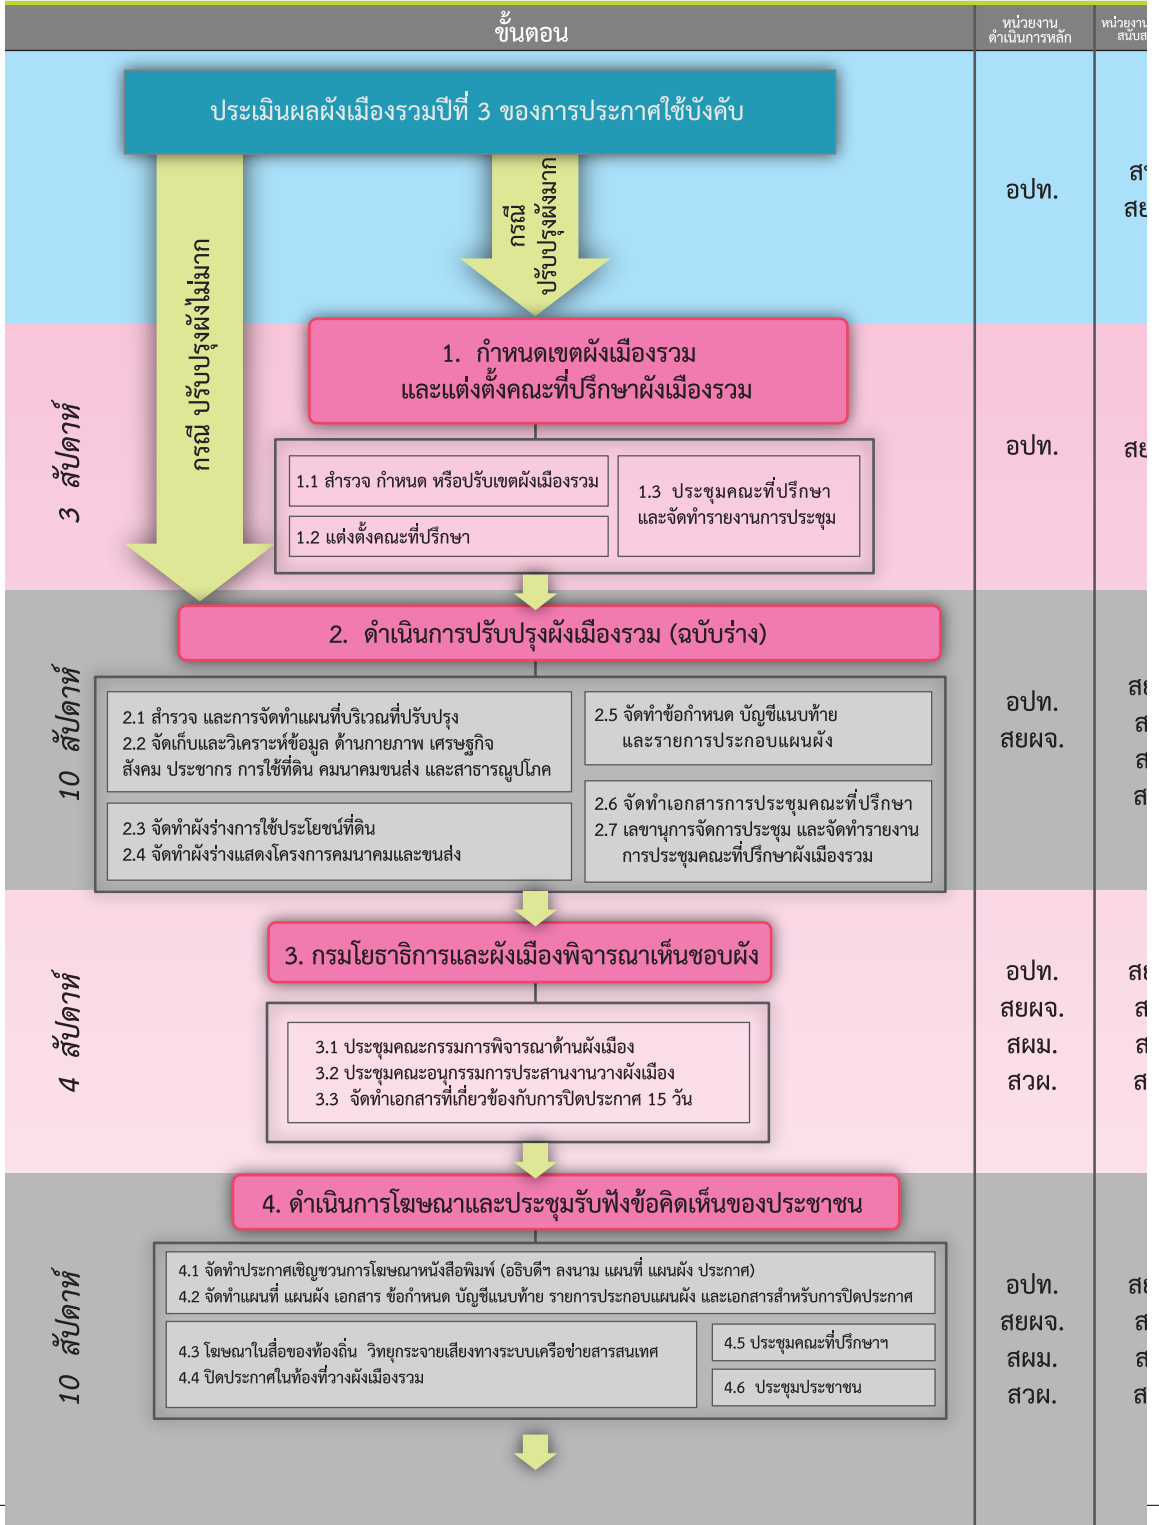 ขั้นตอน
หน่วยงาน
ดำเนินการหลัก
หน่วยงาน
ประเมินผลผังเมืองรวมปีที่ 3 ของการประกาศใช้บังคับ
กรณี ปรับปรุงผังไม่มาก
กรณี
ปรับปรุงผังมาก
อปท.
3 สัปดาห์
1. กำหนดเขตผังเมืองรวม
และแต่งตั้งคณะที่ปรึกษาผังเมืองรวม
1.1 สำรวจ กำหนด หรือปรับเขตผังเมืองรวม
1.2 แต่งตั้งคณะที่ปรึกษา
1.3 ประชุมคณะที่ปรึกษา
และจัดทำรายงานการประชุม
อปท.
10 สัปดาห์
2. ดำเนินการปรับปรุงผังเมืองรวม (ฉบับร่าง)
2.1 สำรวจ และการจัดทำแผนที่บริเวณที่ปรับปรุง
2.2 จัดเก็บและวิเคราะห์ข้อมูล ด้านกายภาพ เศรษฐกิจ
สังคม ประชากร การใช้ที่ดิน คมนาคมขนส่ง และสาธารณูปโภค
2.3 จัดทำผังร่างการใช้ประโยชน์ที่ดิน
2.4 จัดทำผังร่างแสดงโครงการคมนาคมและขนส่ง
2.5 จัดทำข้อกำหนด บัญชีแนบท้าย
และรายการประกอบแผนผัง
2.6 จัดทำเอกสารการประชุมคณะที่ปรึกษา
2.7 เลขานุการจัดการประชุม และจัดทำรายงาน
การประชุมคณะที่ปรึกษาผังเมืองรวม
อปท.
สยผจ.
4 สัปดาห์
3. กรมโยธาธิการและผังเมืองพิจารณาเห็นชอบผัง
3.1 ประชุมคณะกรรมการพิจารณาด้านผังเมือง
3.2 ประชุมคณะอนุกรรมการประสานงานวางผังเมือง
3.3 จัดทำเอกสารที่เกี่ยวข้องกับการปิดประกาศ 15 วัน
อปท.
สยผจ.
สผม.
สวผ.
10 สัปดาห์
4. ดำเนินการโฆษณาและประชุมรับฟังข้อคิดเห็นของประชาชน
4.1 จัดทำประกาศเชิญชวนการโฆษณาหนังสือพิมพ์ (อธิบดีฯ ลงนาม แผนที่ แผนผัง ประกาศ)
4.2 จัดทำแผนที่ แผนผัง เอกสาร ข้อกำหนด บัญชีแนบท้าย รายการประกอบแผนผัง และเอกสารสำหรับการปิดประกาศ
4.3 โฆษณาในสื่อของท้องถิ่น วิทยุกระจายเสียงทางระบบเครือข่ายสารสนเทศ
4.4 ปิดประกาศในท้องที่วางผังเมืองรวม
4.5 ประชุมคณะที่ปรึกษาฯ
4.6 ประชุมประชาชน
อปท.
สยผจ.
สผม.
สวผ.